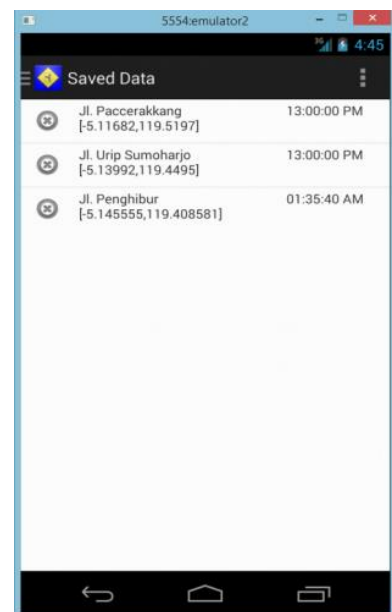 5554:emulator2
3G 4:45
Saved Data
Jl. Paccerakkang 13:00:00 PM
[-5.11682,119.5197]
Jl. Urip Sumoharjo 13:00:00 PM
[-5.13992,119.4495]
Jl. Penghibur 01:35:40 AM
[-5.145555,119.408581]